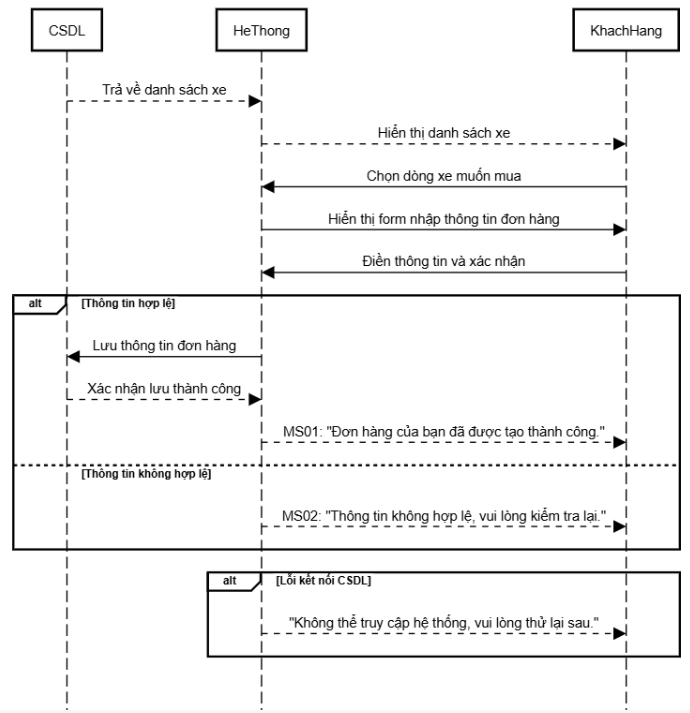 CSDL
HeThong
KhachHang
Trả về danh sách xe
Hiển thị danh sách xe
Chọn dòng xe muốn mua
Hiển thị form nhập thông tin đơn hàng
Điền thông tin và xác nhận
alt
[Thông tin hợp lệ]
Lưu thông tin đơn hàng
Xác nhận lưu thành công
MS01: "Đơn hàng của bạn đã được tạo thành công."
[Thông tin không hợp lệ]
MS02: "Thông tin không hợp lệ, vui lòng kiểm tra lại."
alt
[Lỗi kết nối CSDL]
"Không thể truy cập hệ thống, vui lòng thử lại sau."